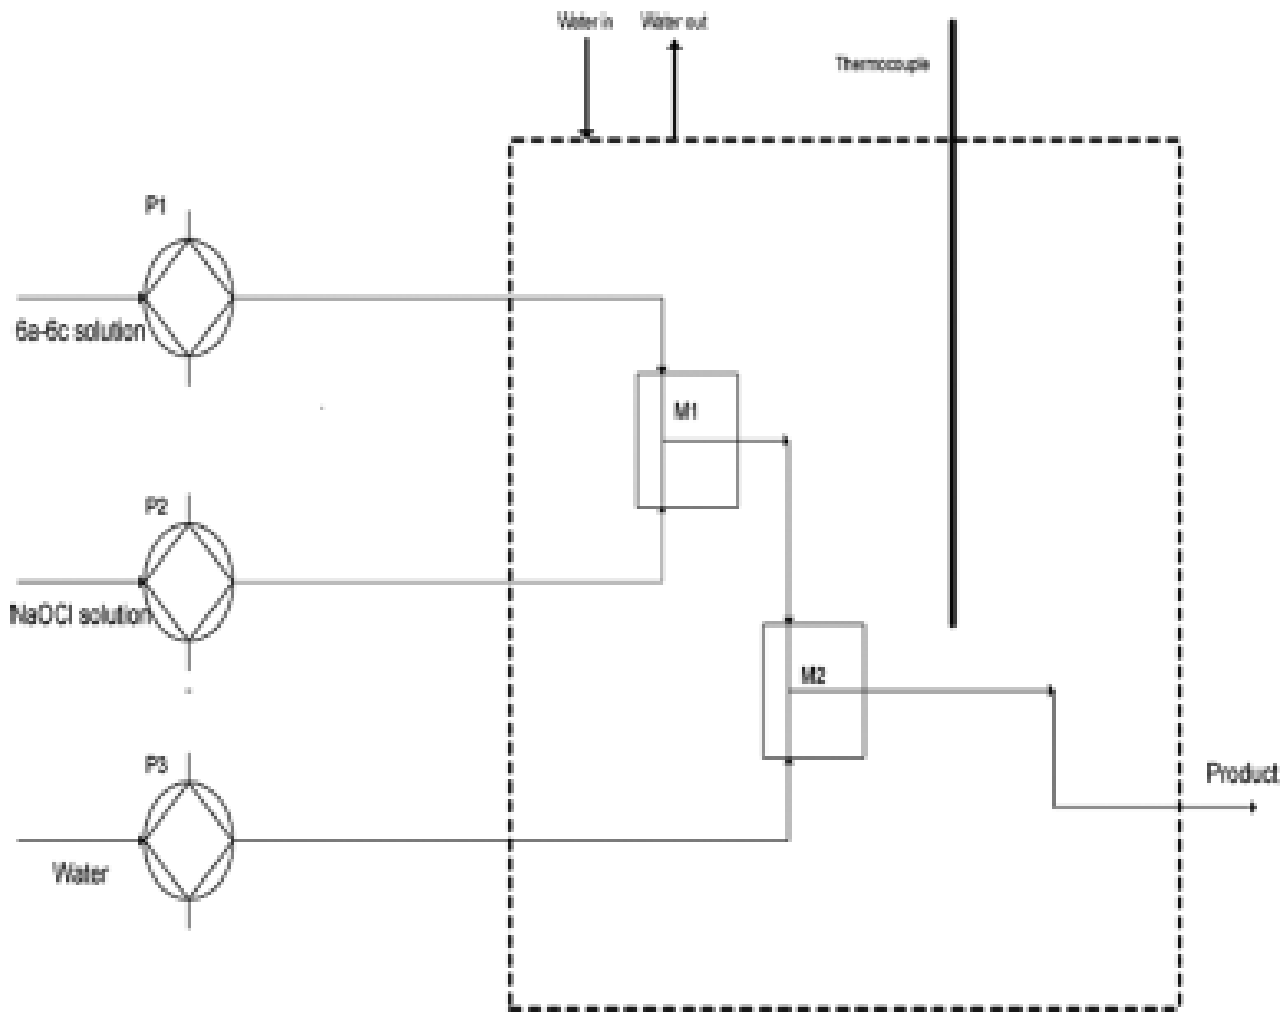 Water in
Water out
Thermocouple
P1
6a-6c solution
M1
P2
NaOCl solution
M2
P3
Product
Water